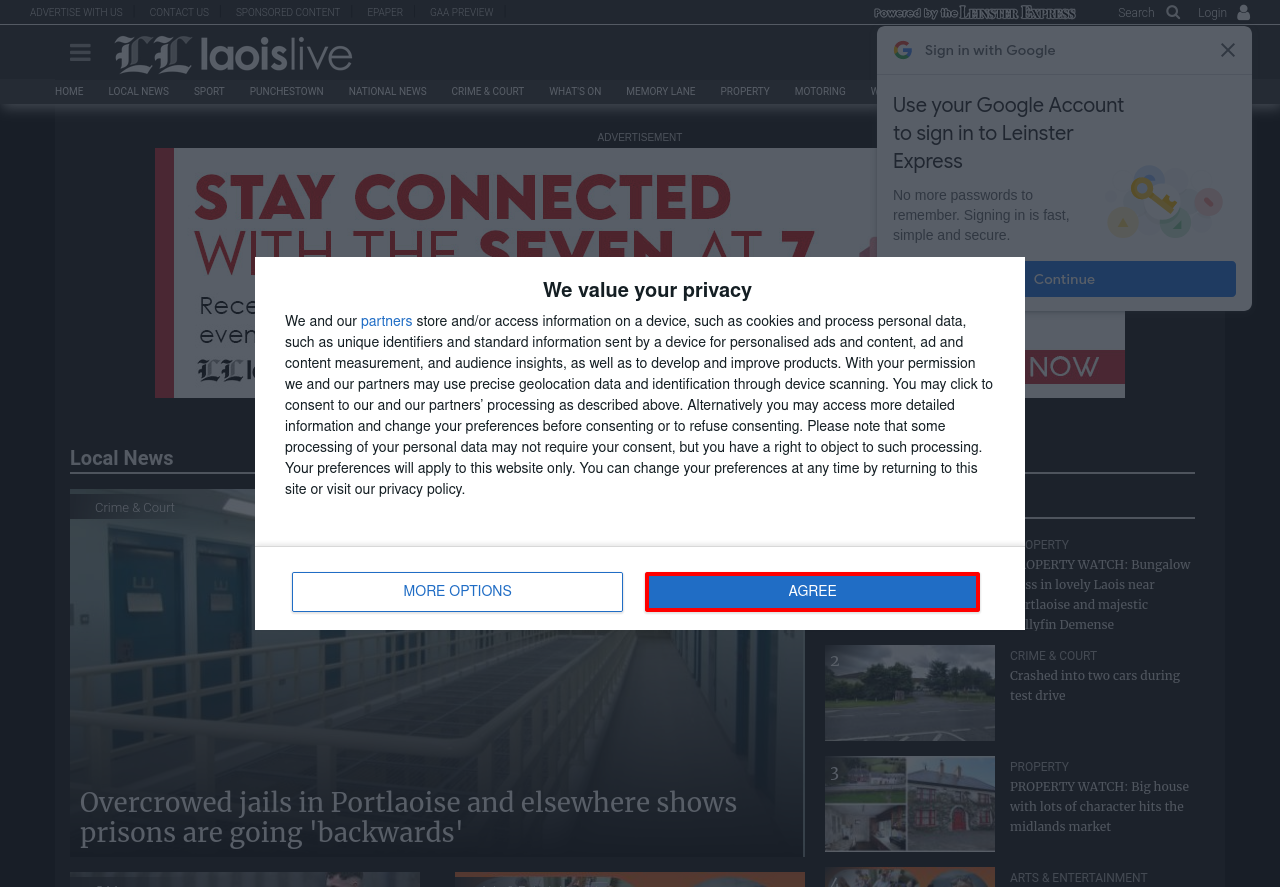 ADVERTISE WITH US
CONTACT US
SPONSORED CONTENT
EPAPER
GAA PREVIEW
Powered by the LEINSTER EXPRESS
Search
Login
LL laoislive
HOME
LOCAL NEWS
SPORT
PUNCHESTOWN
NATIONAL NEWS
CRIME & COURT
WHAT'S ON
MEMORY LANE
PROPERTY
MOTORING
Sign in with Google
Use your Google Account
to sign in to Leinster
Express
No more passwords to
remember. Signing in is fast,
simple and secure.
Continue
ADVERTISEMENT
STAY CONNECTED
WITH THE SEVEN AT 7
NOW
We value your privacy
We and our partners store and/or access information on a device, such as cookies and process personal data,
such as unique identifiers and standard information sent by a device for personalised ads and content, ad and
content measurement, and audience insights, as well as to develop and improve products. With your permission
we and our partners may use precise geolocation data and identification through device scanning. You may click to
consent to our and our partners’ processing as described above. Alternatively you may access more detailed
information and change your preferences before consenting or to refuse consenting. Please note that some
processing of your personal data may not require your consent, but you have a right to object to such processing.
Your preferences will apply to this website only. You can change your preferences at any time by returning to this
site or visit our privacy policy.
MORE OPTIONS
AGREE
Local News
Crime & Court
Overcrowed jails in Portlaoise and elsewhere shows
prisons are going 'backwards'
WATCH: Bungalow
in lovely Laois near
and majestic
Demense
2
CRIME & COURT
Crashed into two cars during
test drive
3
PROPERTY
PROPERTY WATCH: Big house
with lots of character hits the
midlands market
ARTS & ENTERTAINMENT